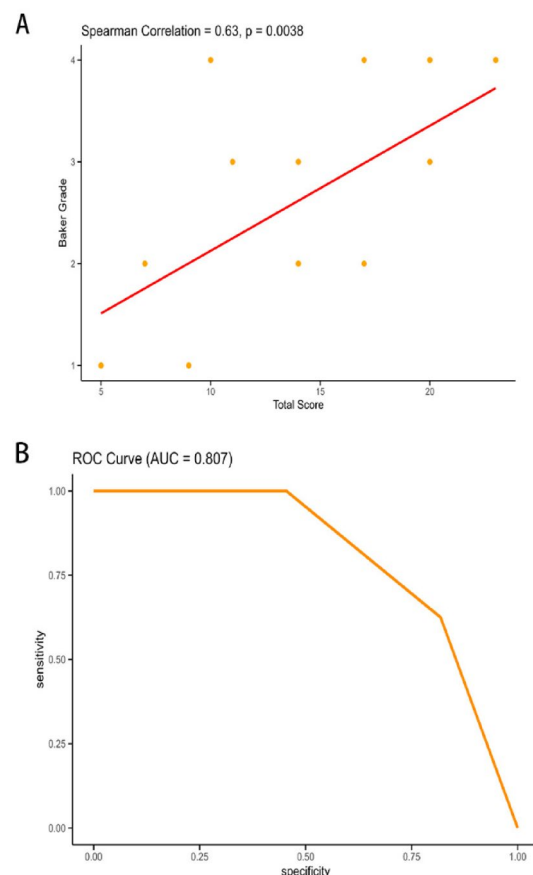 A
Spearman Correlation = 0.63, p = 0.0038
4
3
2
1
Baker Grade
5 10 15 20
Total Score
B
ROC Curve (AUC = 0.807)
1.00
0.75
0.50
0.25
0.00
sensitivity
0.00 0.25 0.50 0.75 1.00
specificity